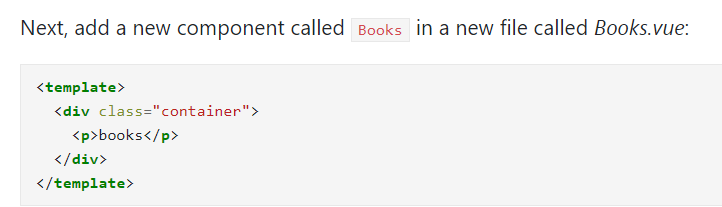 Next, add a new component called Books in a new file called Books.vue:
<template>
  <div class="container">
    <p>books</p>
  </div>
</template>